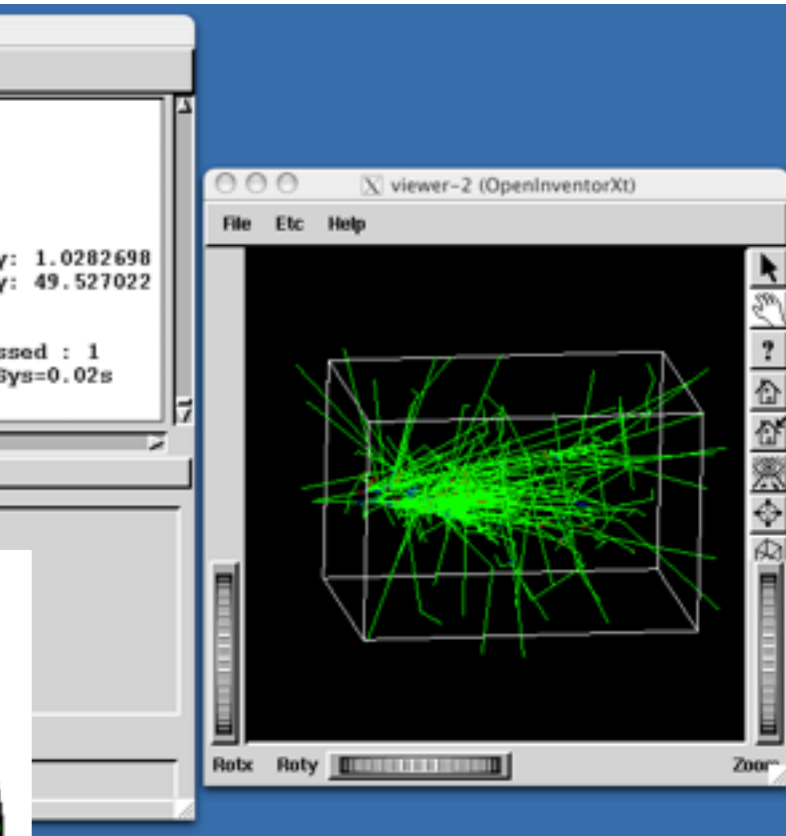 y: 1.0282698
y: 49.527022
ssed : 1
Sys=0.02s
X viewer-2 (OpenInventorXt)
File Etc Help
?
Rotx Roty Zoom